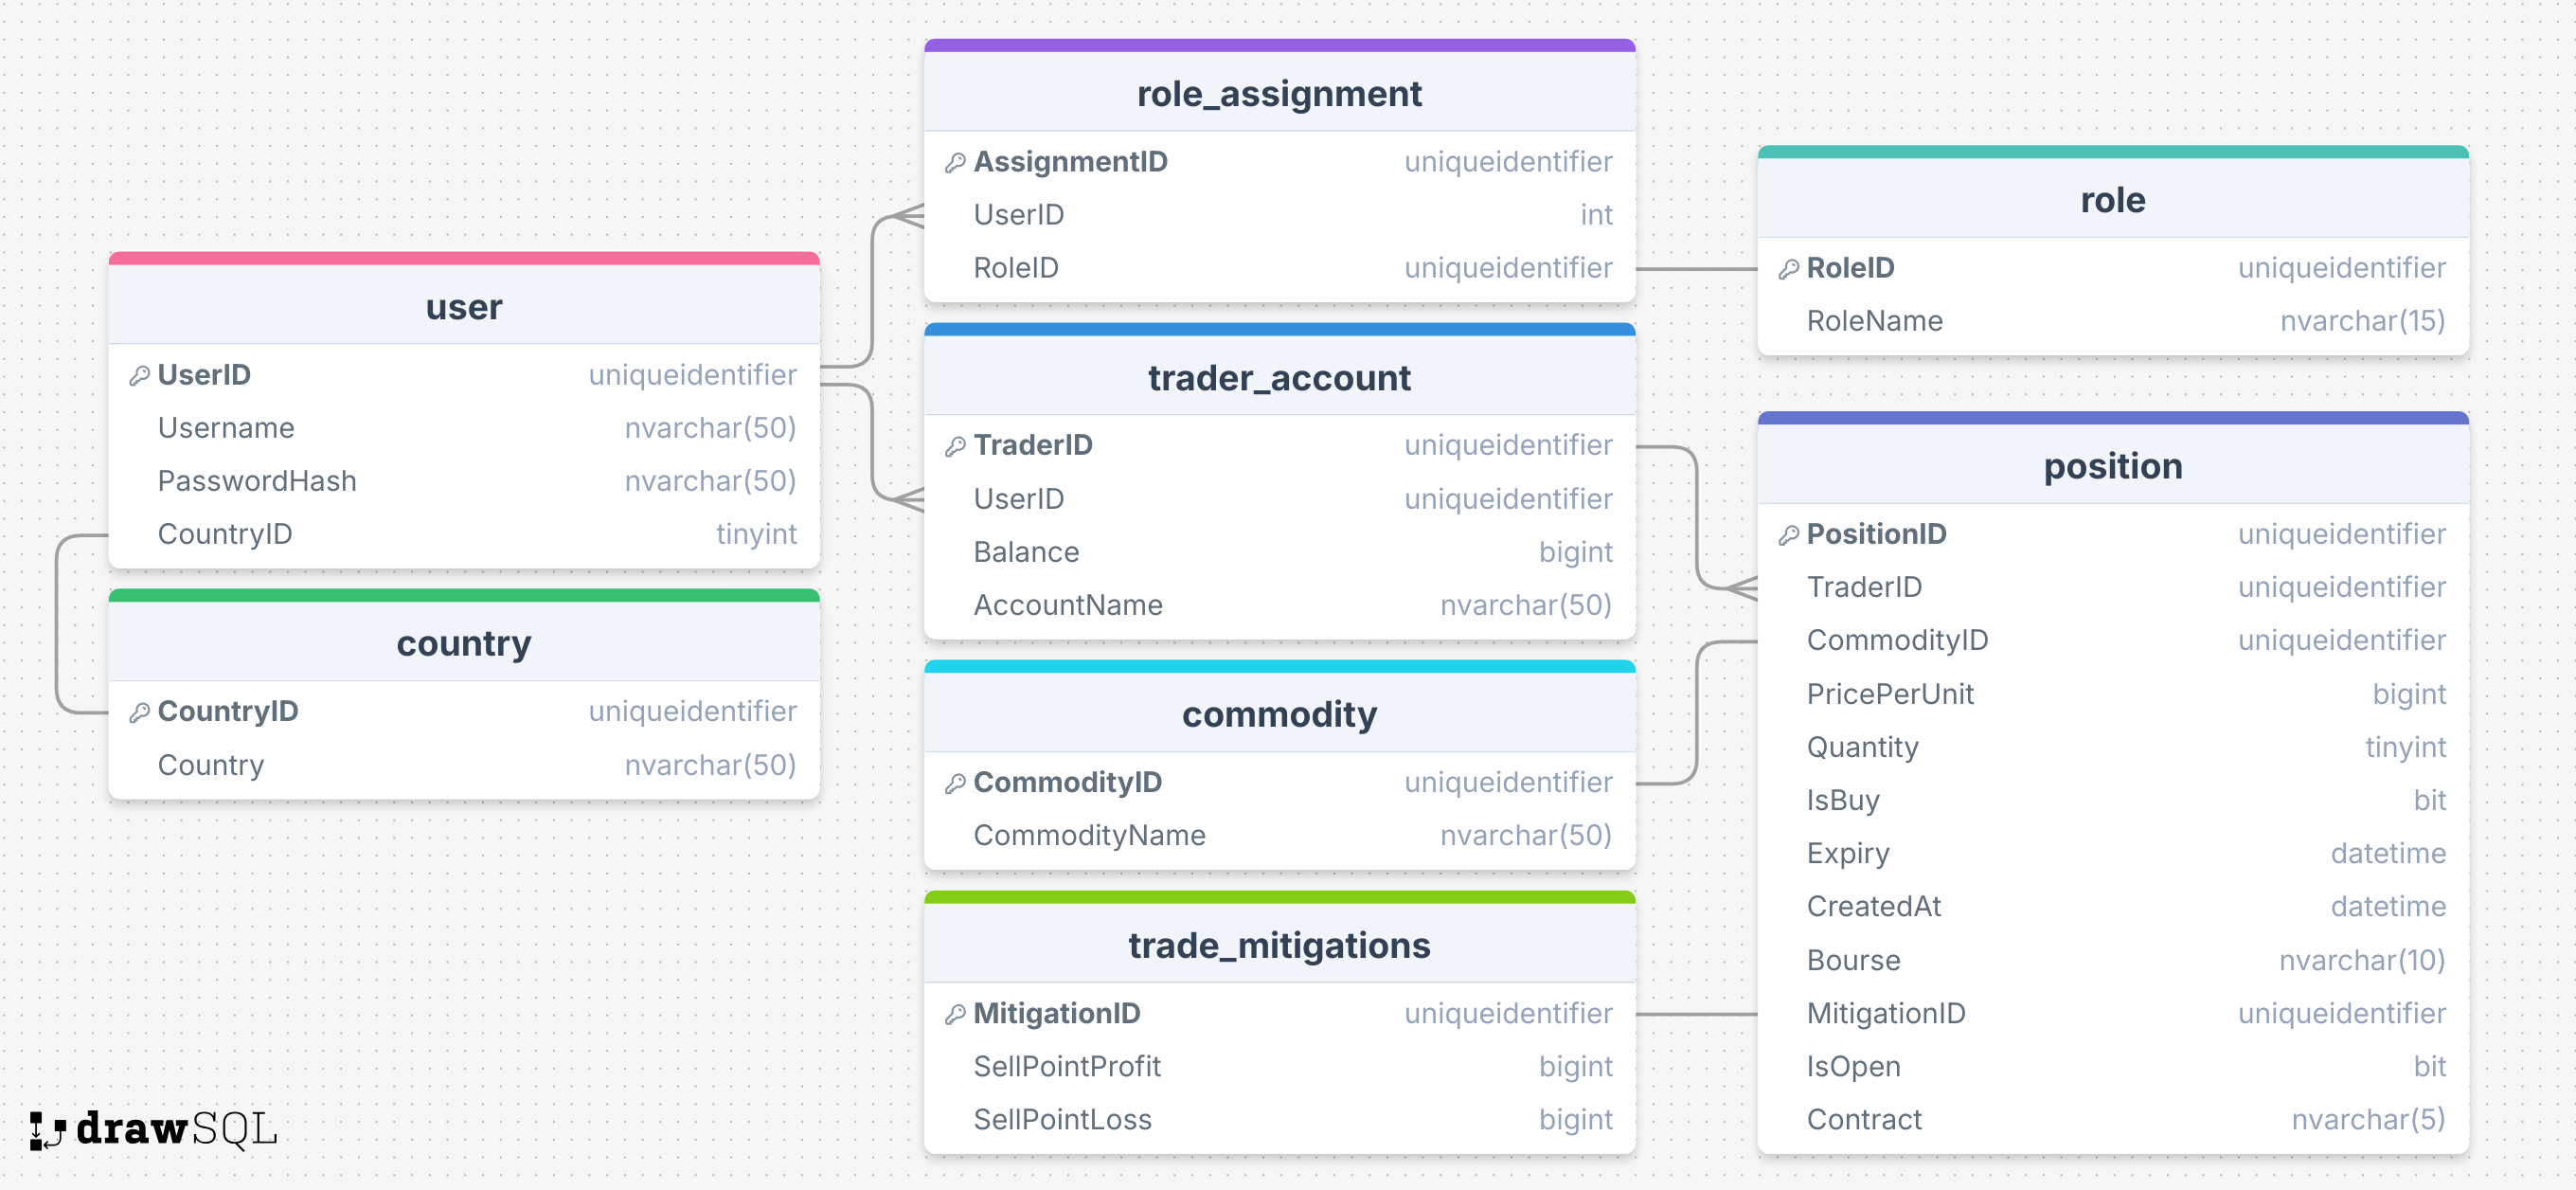 role_assignment
AssignmentID uniqueidentifier
UserID int
RoleID uniqueidentifier
role
RoleID uniqueidentifier
RoleName nvarchar(15)
user
UserID uniqueidentifier
Username nvarchar(50)
PasswordHash nvarchar(50)
CountryID tinyint
trader_account
TraderID uniqueidentifier
UserID uniqueidentifier
Balance bigint
AccountName nvarchar(50)
position
PositionID uniqueidentifier
TraderID uniqueidentifier
CommodityID uniqueidentifier
PricePerUnit bigint
Quantity tinyint
IsBuy bit
Expiry datetime
CreatedAt datetime
Bourse nvarchar(10)
MitigationID uniqueidentifier
IsOpen bit
Contract nvarchar(5)
country
CountryID uniqueidentifier
Country nvarchar(50)
commodity
CommodityID uniqueidentifier
CommodityName nvarchar(50)
trade_mitigations
MitigationID uniqueidentifier
SellPointProfit bigint
SellPointLoss bigint
drawSQL